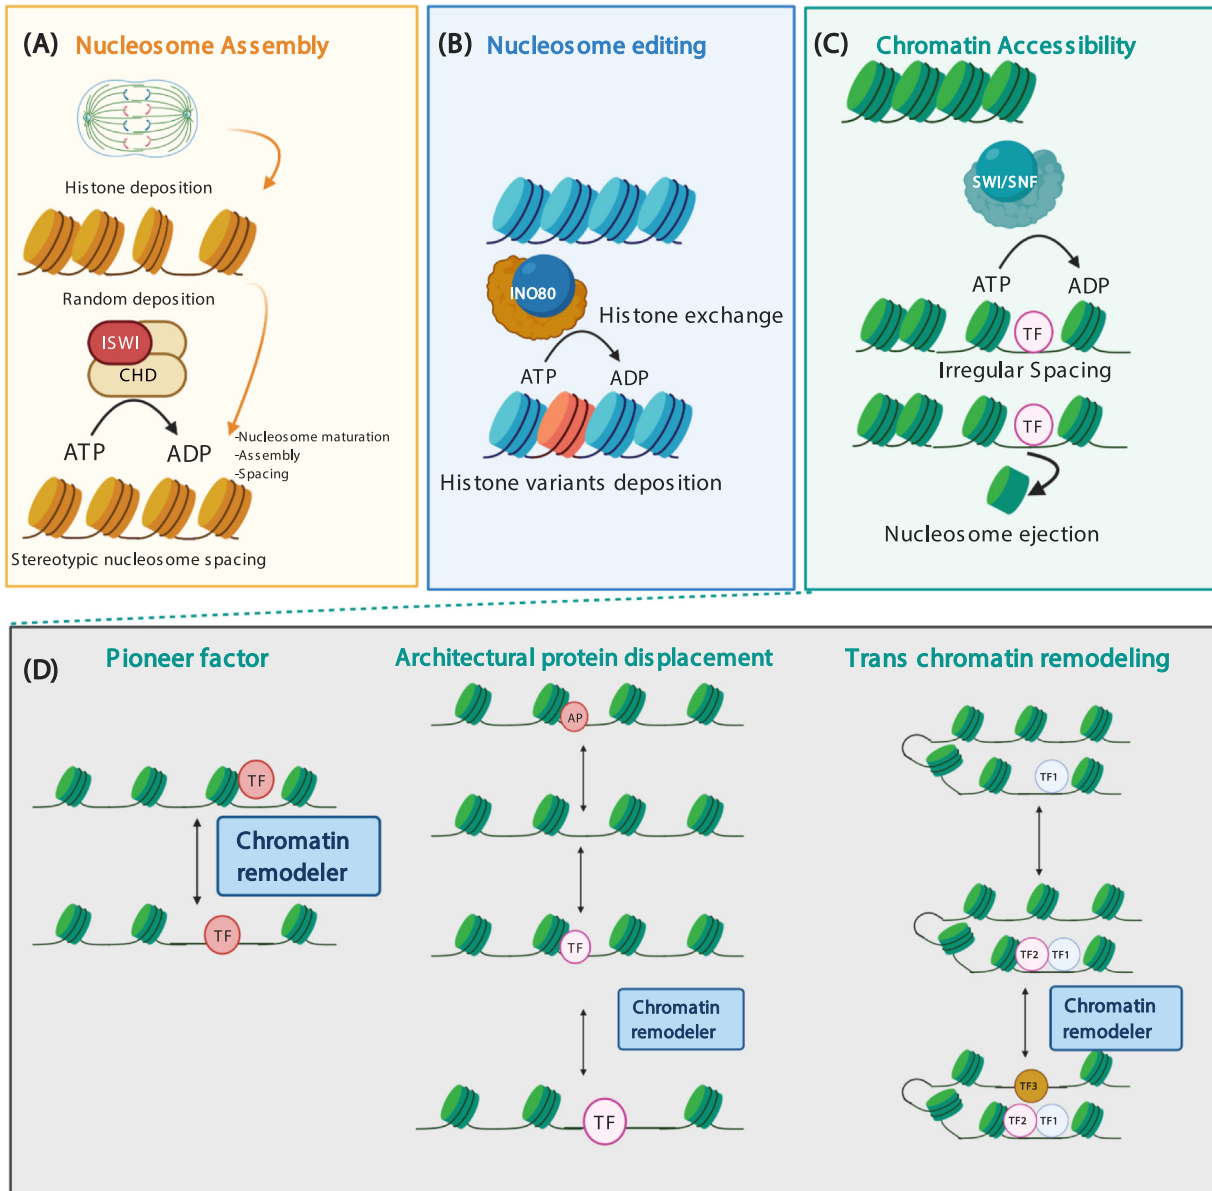 (A) Nucleosome Assembly
Histone deposition
Random deposition
ISWI
CHD
ATP
ADP
-Nucleosome maturation
-Assembly
-Spacing
Stereotypic nucleosome spacing
(B) Nucleosome editing
INO80
Histone exchange
ATP
ADP
Histone variants deposition
(C) Chromatin Accessibility
SWI/SNF
ATP
ADP
TF
Irregular Spacing
TF
Nucleosome ejection
(D)
Pioneer factor
TF
Chromatin
remodeler
TF
Architectural protein displacement
AP
TF
Chromatin
remodeler
TF
Trans chromatin remodeling
TF1
TF2
TF1
Chromatin
remodeler
TF3
TF2
TF1